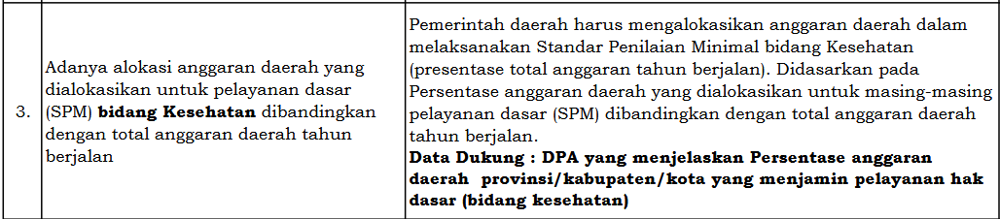 3.
Adanya alokasi anggaran daerah yang
dialokasikan untuk pelayanan dasar
(SPM) bidang Kesehatan dibandingkan
dengan total anggaran daerah tahun
berjalan
Pemerintah daerah harus mengalokasikan anggaran daerah dalam
melaksanakan Standar Penilaian Minimal bidang Kesehatan
(presentase total anggaran tahun berjalan). Didasarkan pada
Persentase anggaran daerah yang dialokasikan untuk masing-masing
pelayanan dasar (SPM) dibandingkan dengan total anggaran daerah
tahun berjalan.
Data Dukung : DPA yang menjelaskan Persentase anggaran
daerah provinsi/kabupaten/kota yang menjamin pelayanan hak
dasar (bidang kesehatan)